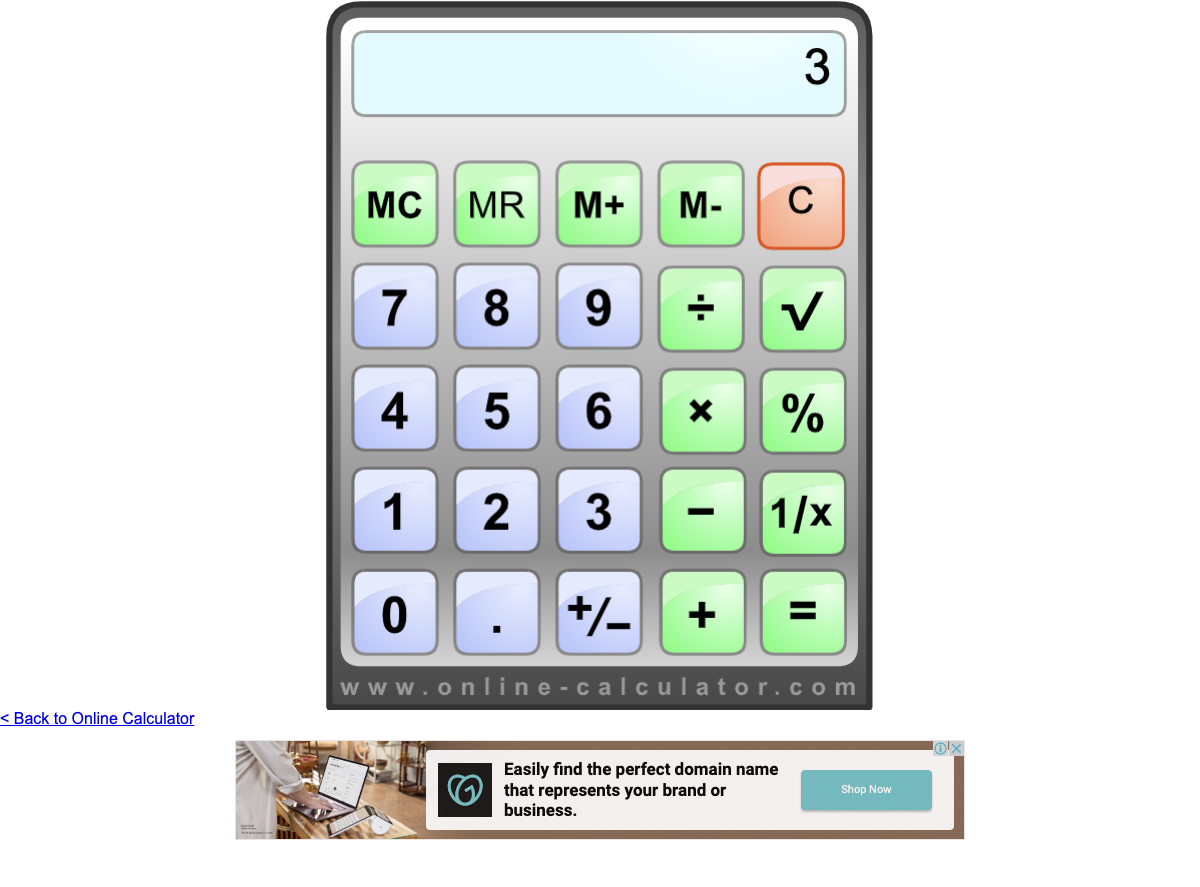 3
MC MR M+ M- C
7 8 9 ÷ √
4 5 6 × %
1 2 3 − 1/x
0 . +/− + =
www.online-calculator.com
< Back to Online Calculator
Easily find the perfect domain name
that represents your brand or
business.
Shop Now